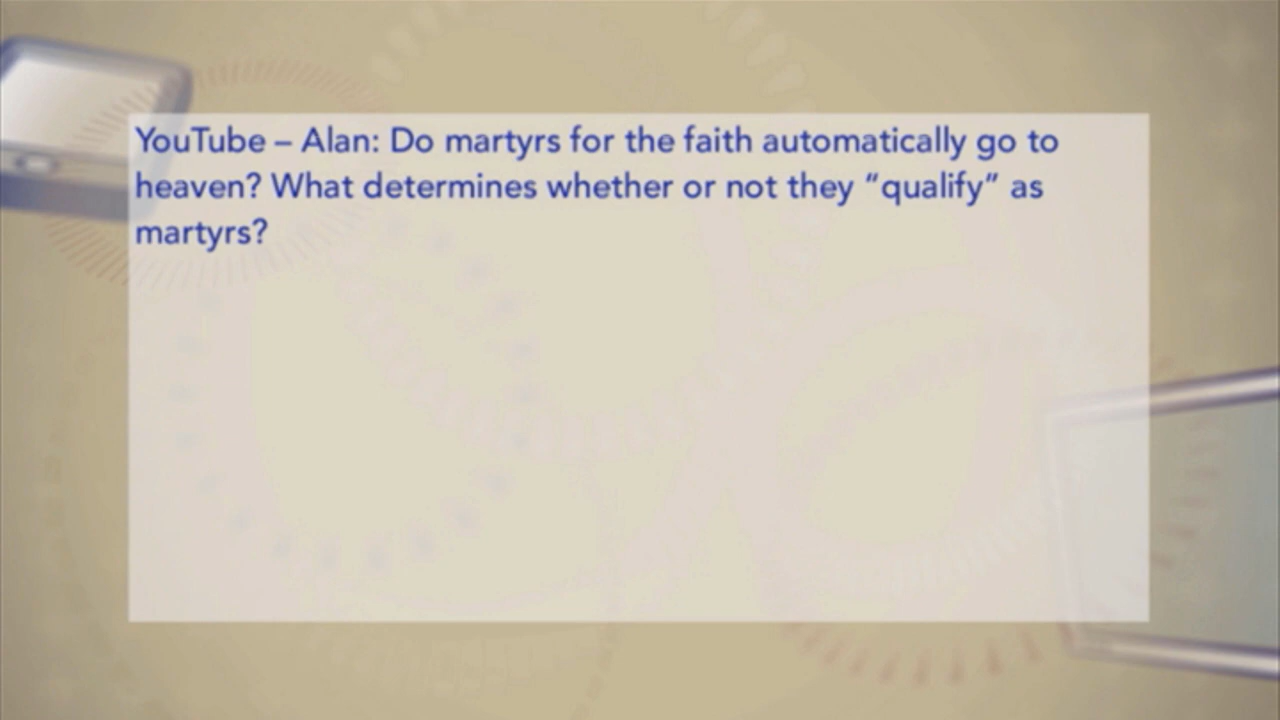 YouTube – Alan: Do martyrs for the faith automatically go to
heaven? What determines whether or not they “qualify” as
martyrs?